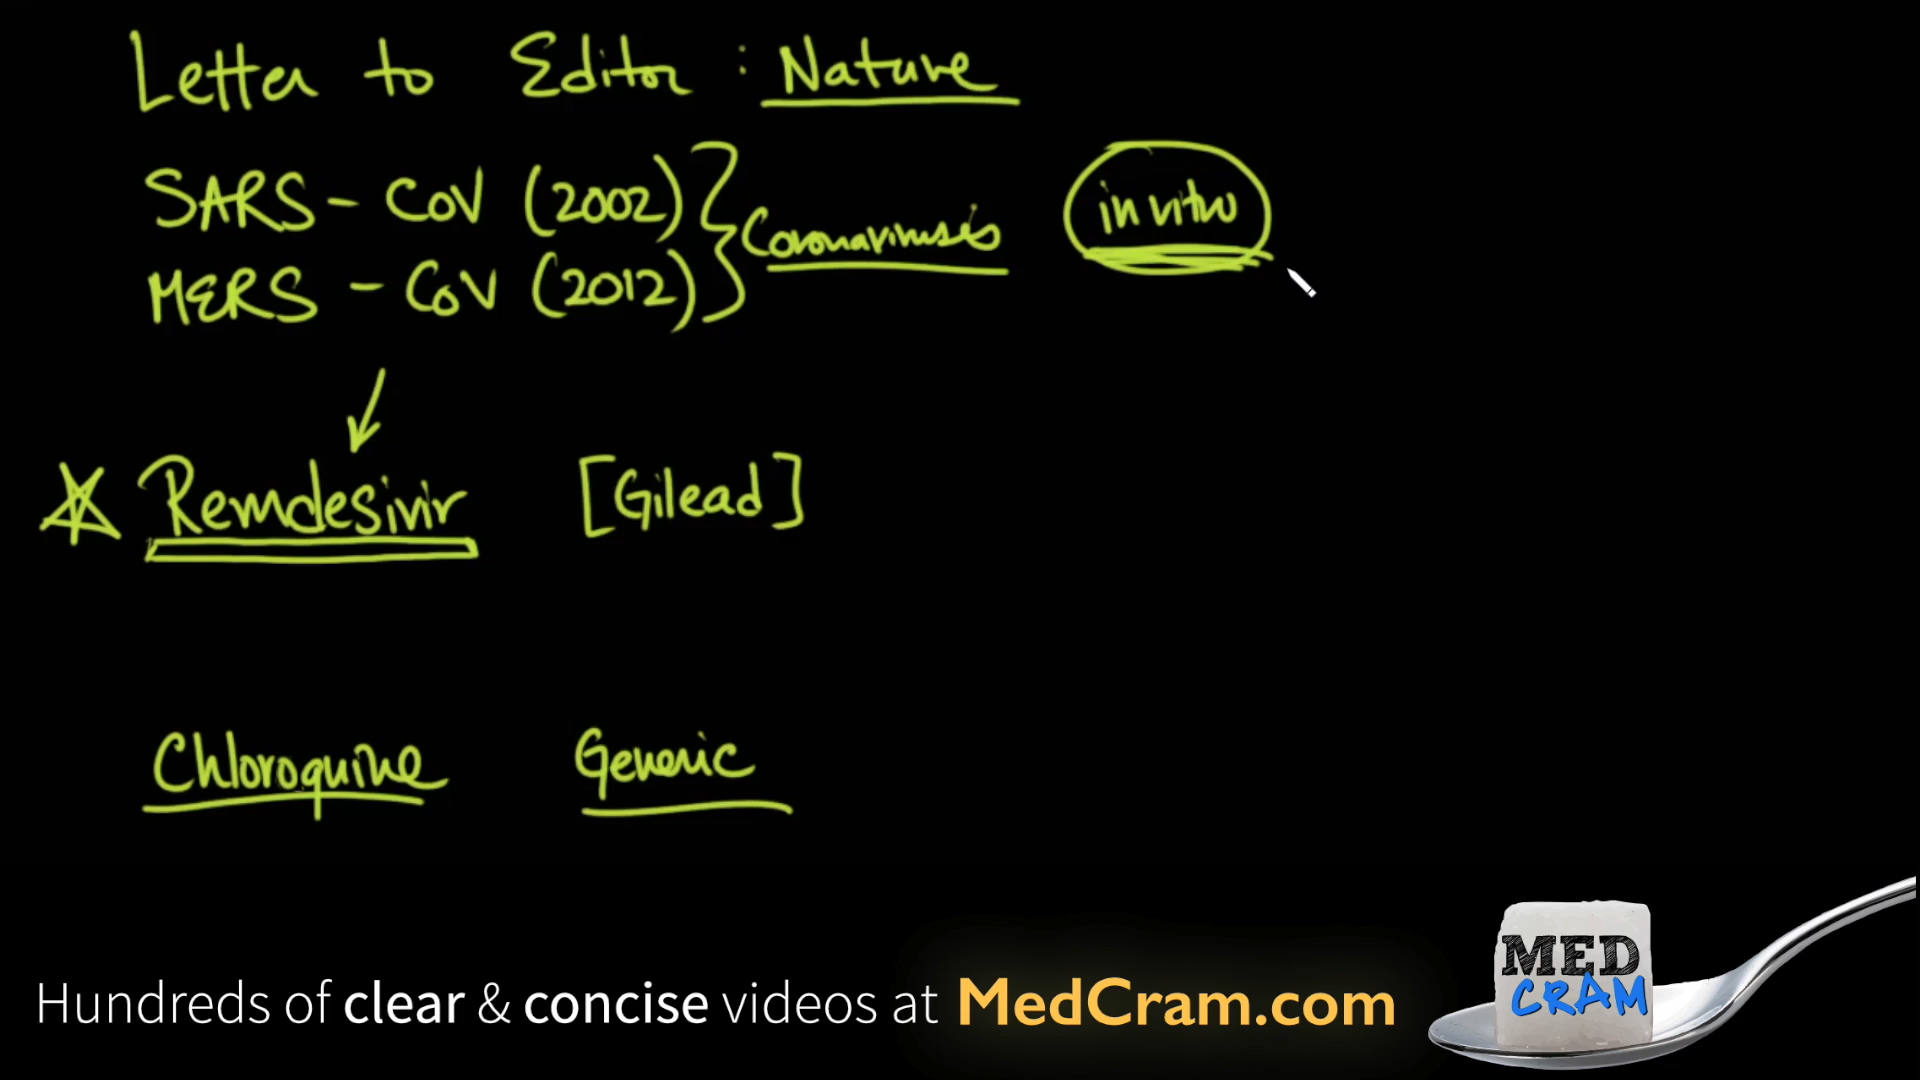 Letter to Editor : Nature
SARS - CoV (2002)
MERS - CoV (2012)
Coronaviruses
in vitro
Remdesivir [Gilead]
Chloroquine Generic
Hundreds of clear & concise videos at MedCram.com
MED
CRAM